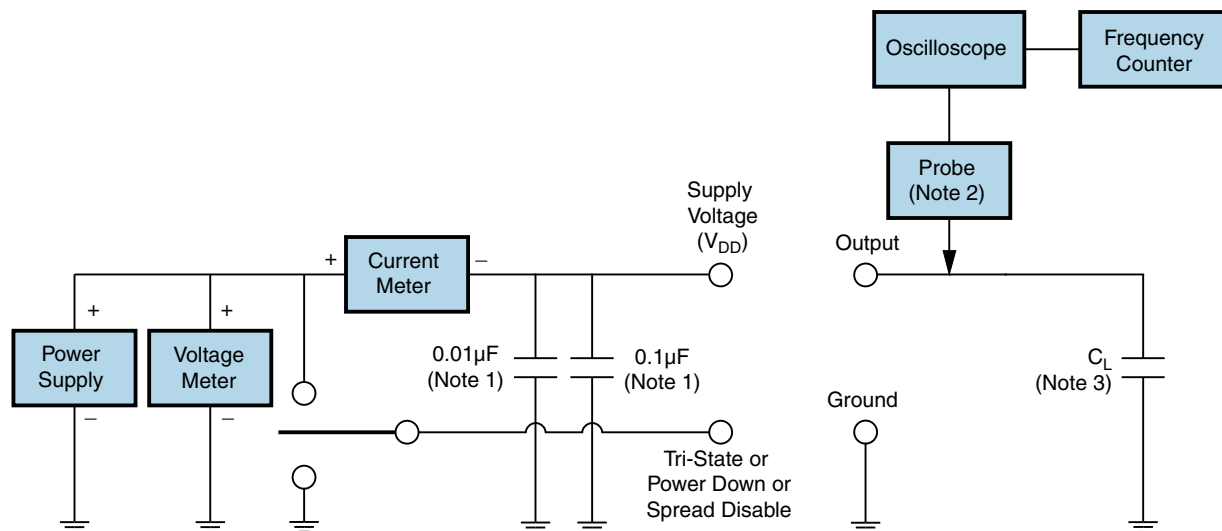 Oscilloscope
Frequency
Counter
Probe
(Note 2)
Supply
Voltage
(VDD)
Output
+
Current
Meter
−
+
Power
Supply
−
+
Voltage
Meter
−
0.01µF
(Note 1)
0.1µF
(Note 1)
CL
(Note 3)
Ground
Tri-State or
Power Down or
Spread Disable